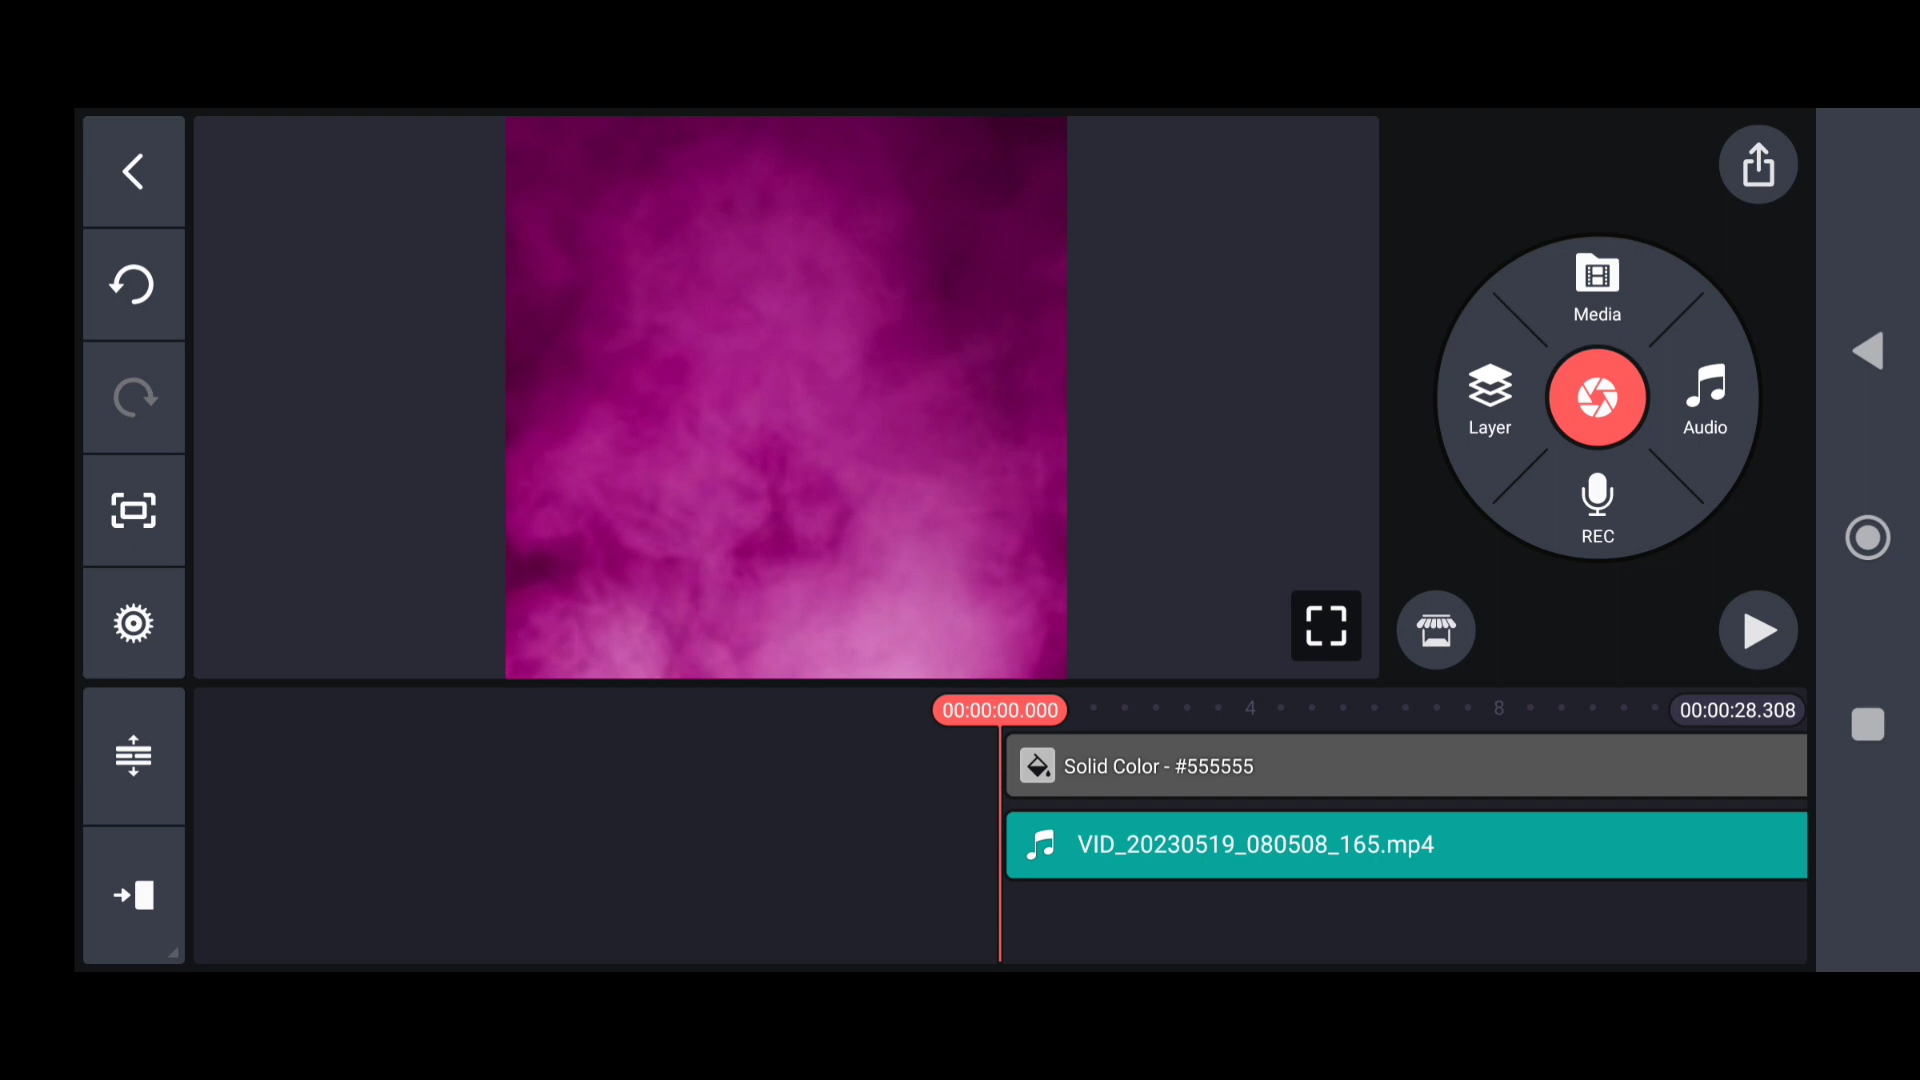 Media
Layer
Audio
REC
00:00:00.000
4
8
00:00:28.308
Solid Color - #555555
VID_20230519_080508_165.mp4